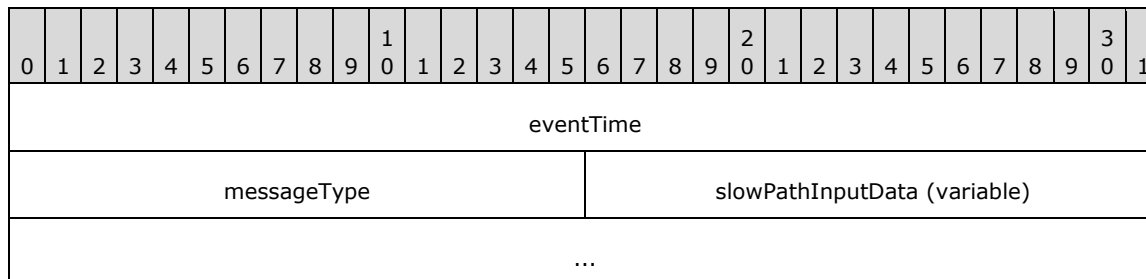 1 2 3
0 1 2 3 4 5 6 7 8 9 0 1 2 3 4 5 6 7 8 9 0 1 2 3 4 5 6 7 8 9 0 1
eventTime
messageType slowPathInputData (variable)
...